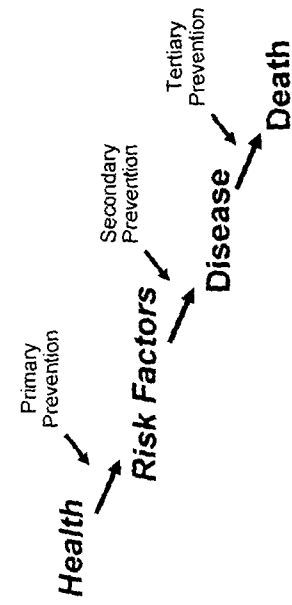 Health
Primary
Prevention
Risk Factors
Secondary
Prevention
Disease
Tertiary
Prevention
Death